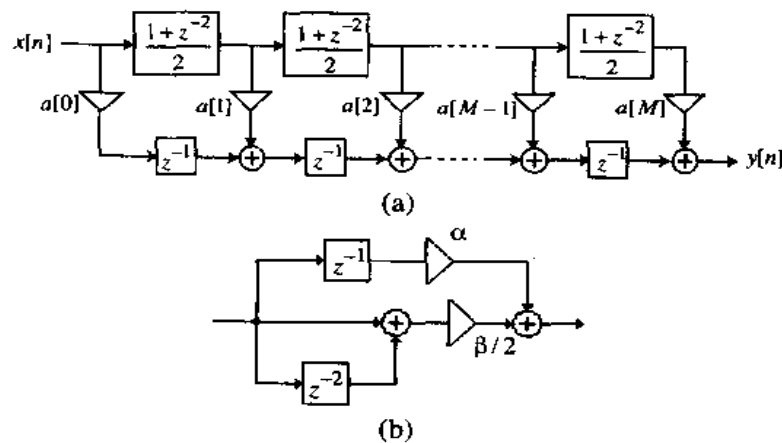 x[n] 1 + z⁻² 1 + z⁻² 1 + z⁻²
2 2 2
a[0] a[1} a[2] a[M − 1] a[M]
z⁻¹ + z⁻¹ + + z⁻¹ + y[n]
(a)
α
z⁻¹
+ β / 2 +
z⁻²
(b)